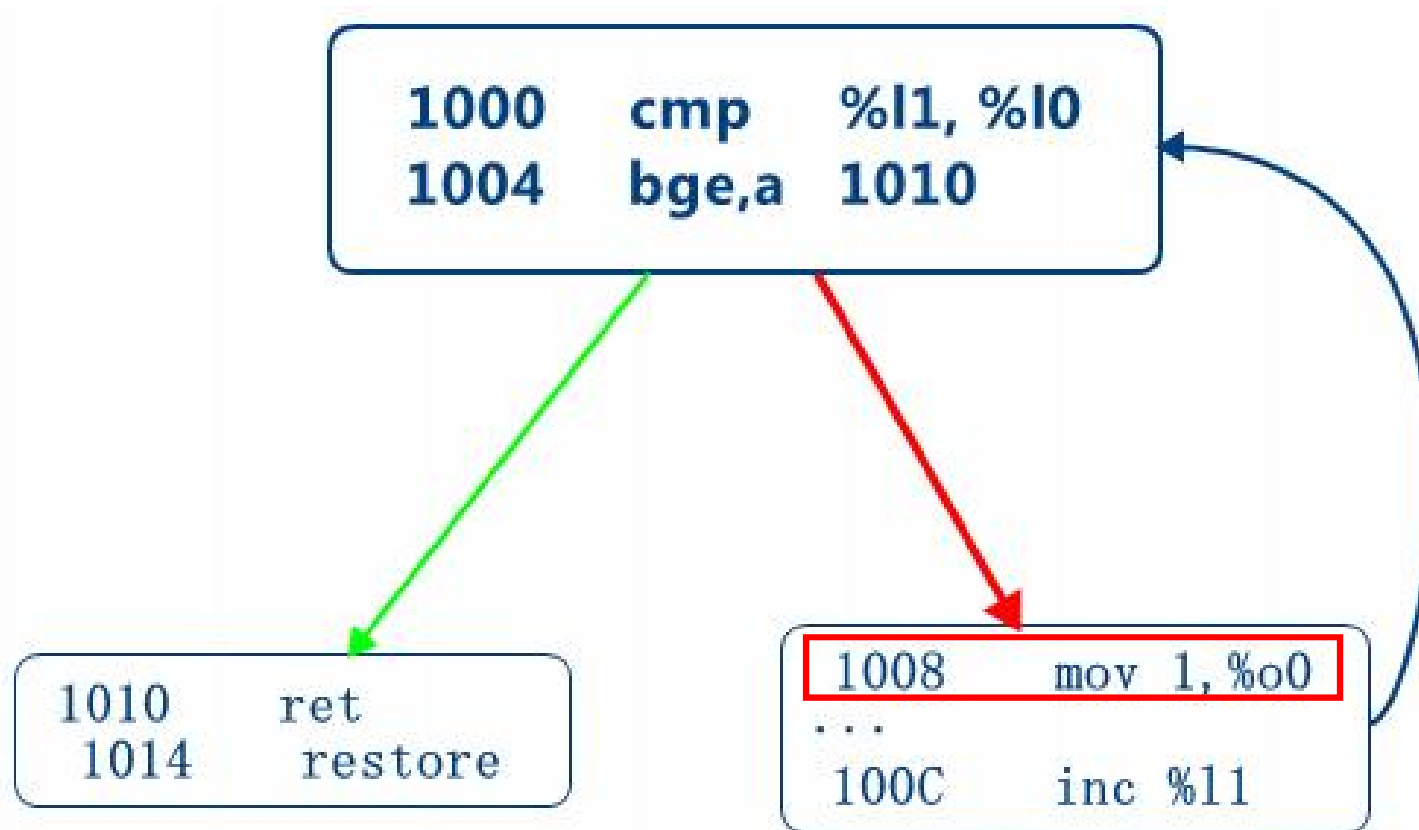 1000 cmp %l1, %l0
1004 bge,a 1010
1010 ret
1014 restore
1008 mov 1,%o0
...
100C inc %l1